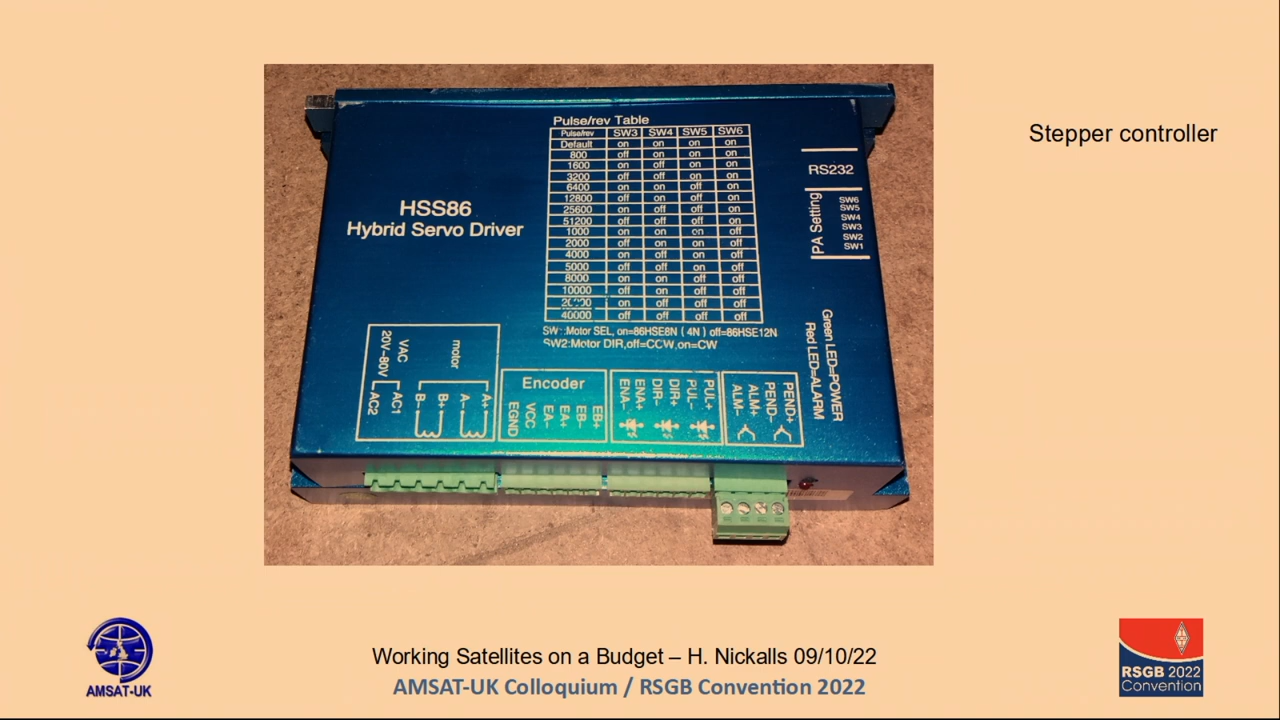 Stepper controller
Pulse/rev Table
Pulse/rev SW3 SW4 SW5 SW6
Default on on on on
800 off on on on
1600 on off on on
3200 off off on on
6400 on on off on
12800 off on off on
25600 on off off on
51200 off off off on
1000 on on on off
2000 off on on off
4000 on off on off
5000 off off on off
8000 on on off off
10000 off on off off
on off off off
40000 off off off off
HSS86
Hybrid Servo Driver
RS232
PA Setting
SW6
SW5
SW4
SW3
SW2
SW1
:Motor SEL, on=86HSE8N ( 4N ) off=86HSE12N
SW2:Motor DIR,off=CCW,on=CW
Green LED=POWER
Red LED=ALARM
motor
VAC
20V~80V
A+
A-
B+
B-
AC1
AC2
Encoder
EB+
EB-
EA+
EA-
VCC
EGND
PUL+
PUL-
DIR+
DIR-
ENA+
ENA-
PEND+
PEND-
ALM+
ALM-
AMSAT-UK
Working Satellites on a Budget – H. Nickalls 09/10/22
AMSAT-UK Colloquium / RSGB Convention 2022
RSGB 2022
Convention